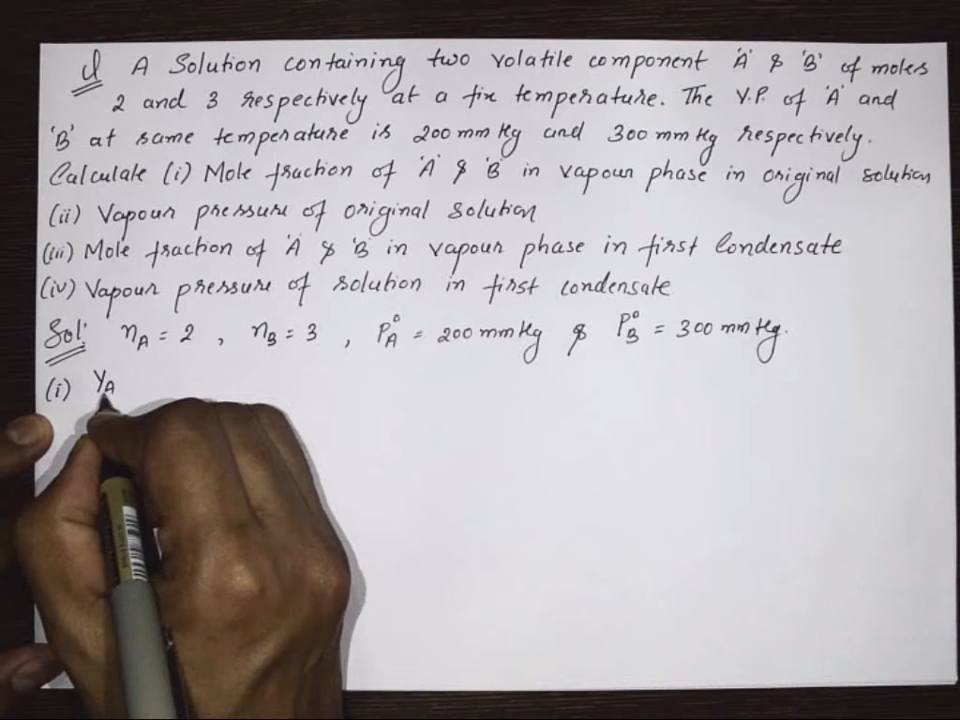 Q A Solution containing two volatile component 'A' & 'B' of moles
2 and 3 respectively at a fix temperature. The V.P. of 'A' and
'B' at same temperature is 200 mm Hg and 300 mm Hg respectively.
Calculate (i) Mole fraction of 'A' & 'B' in vapour phase in original solution
(ii) Vapour pressure of original solution
(iii) Mole fraction of 'A' & 'B' in vapour phase in first Condensate
(iv) Vapour pressure of solution in first condensate
Sol: nA = 2 , nB = 3 , P°A = 200 mm Hg & P°B = 300 mm Hg.
(i) YA